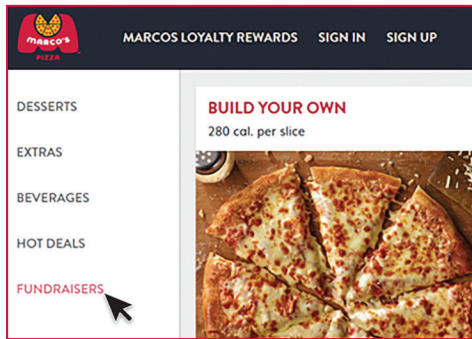 MARCO'S
PIZZA
MARCOS LOYALTY REWARDS SIGN IN SIGN UP
DESSERTS
EXTRAS
BEVERAGES
HOT DEALS
FUNDRAISERS
BUILD YOUR OWN
280 cal. per slice